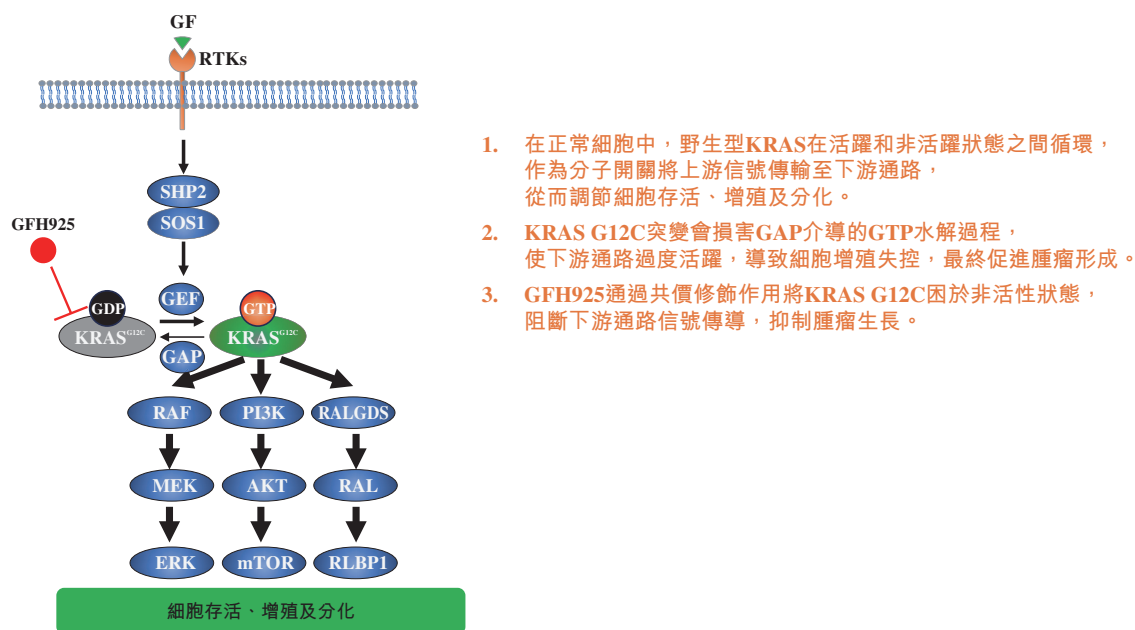 GF
RTKs
SHP2
SOS1
GFH925
GEF
GDP
GTP
KRAS^G12C
KRAS^G12C
GAP
RAF
PI3K
RALGDS
MEK
AKT
RAL
ERK
mTOR
RLBP1
細胞存活、增殖及分化
1. 在正常細胞中，野生型KRAS在活躍和非活躍狀態之間循環，
作為分子開關將上游信號傳輸至下游通路，
從而調節細胞存活、增殖及分化。
2. KRAS G12C突變會損害GAP介導的GTP水解過程，
使下游通路過度活躍，導致細胞增殖失控，最終促進腫瘤形成。
3. GFH925通過共價修飾作用將KRAS G12C困於非活性狀態，
阻斷下游通路信號傳導，抑制腫瘤生長。